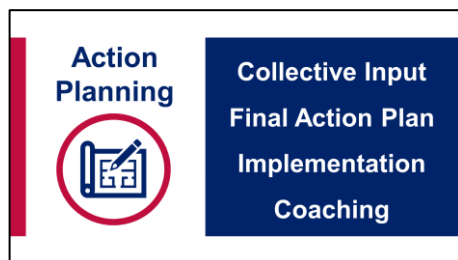 Action
Planning
Collective Input
Final Action Plan
Implementation
Coaching